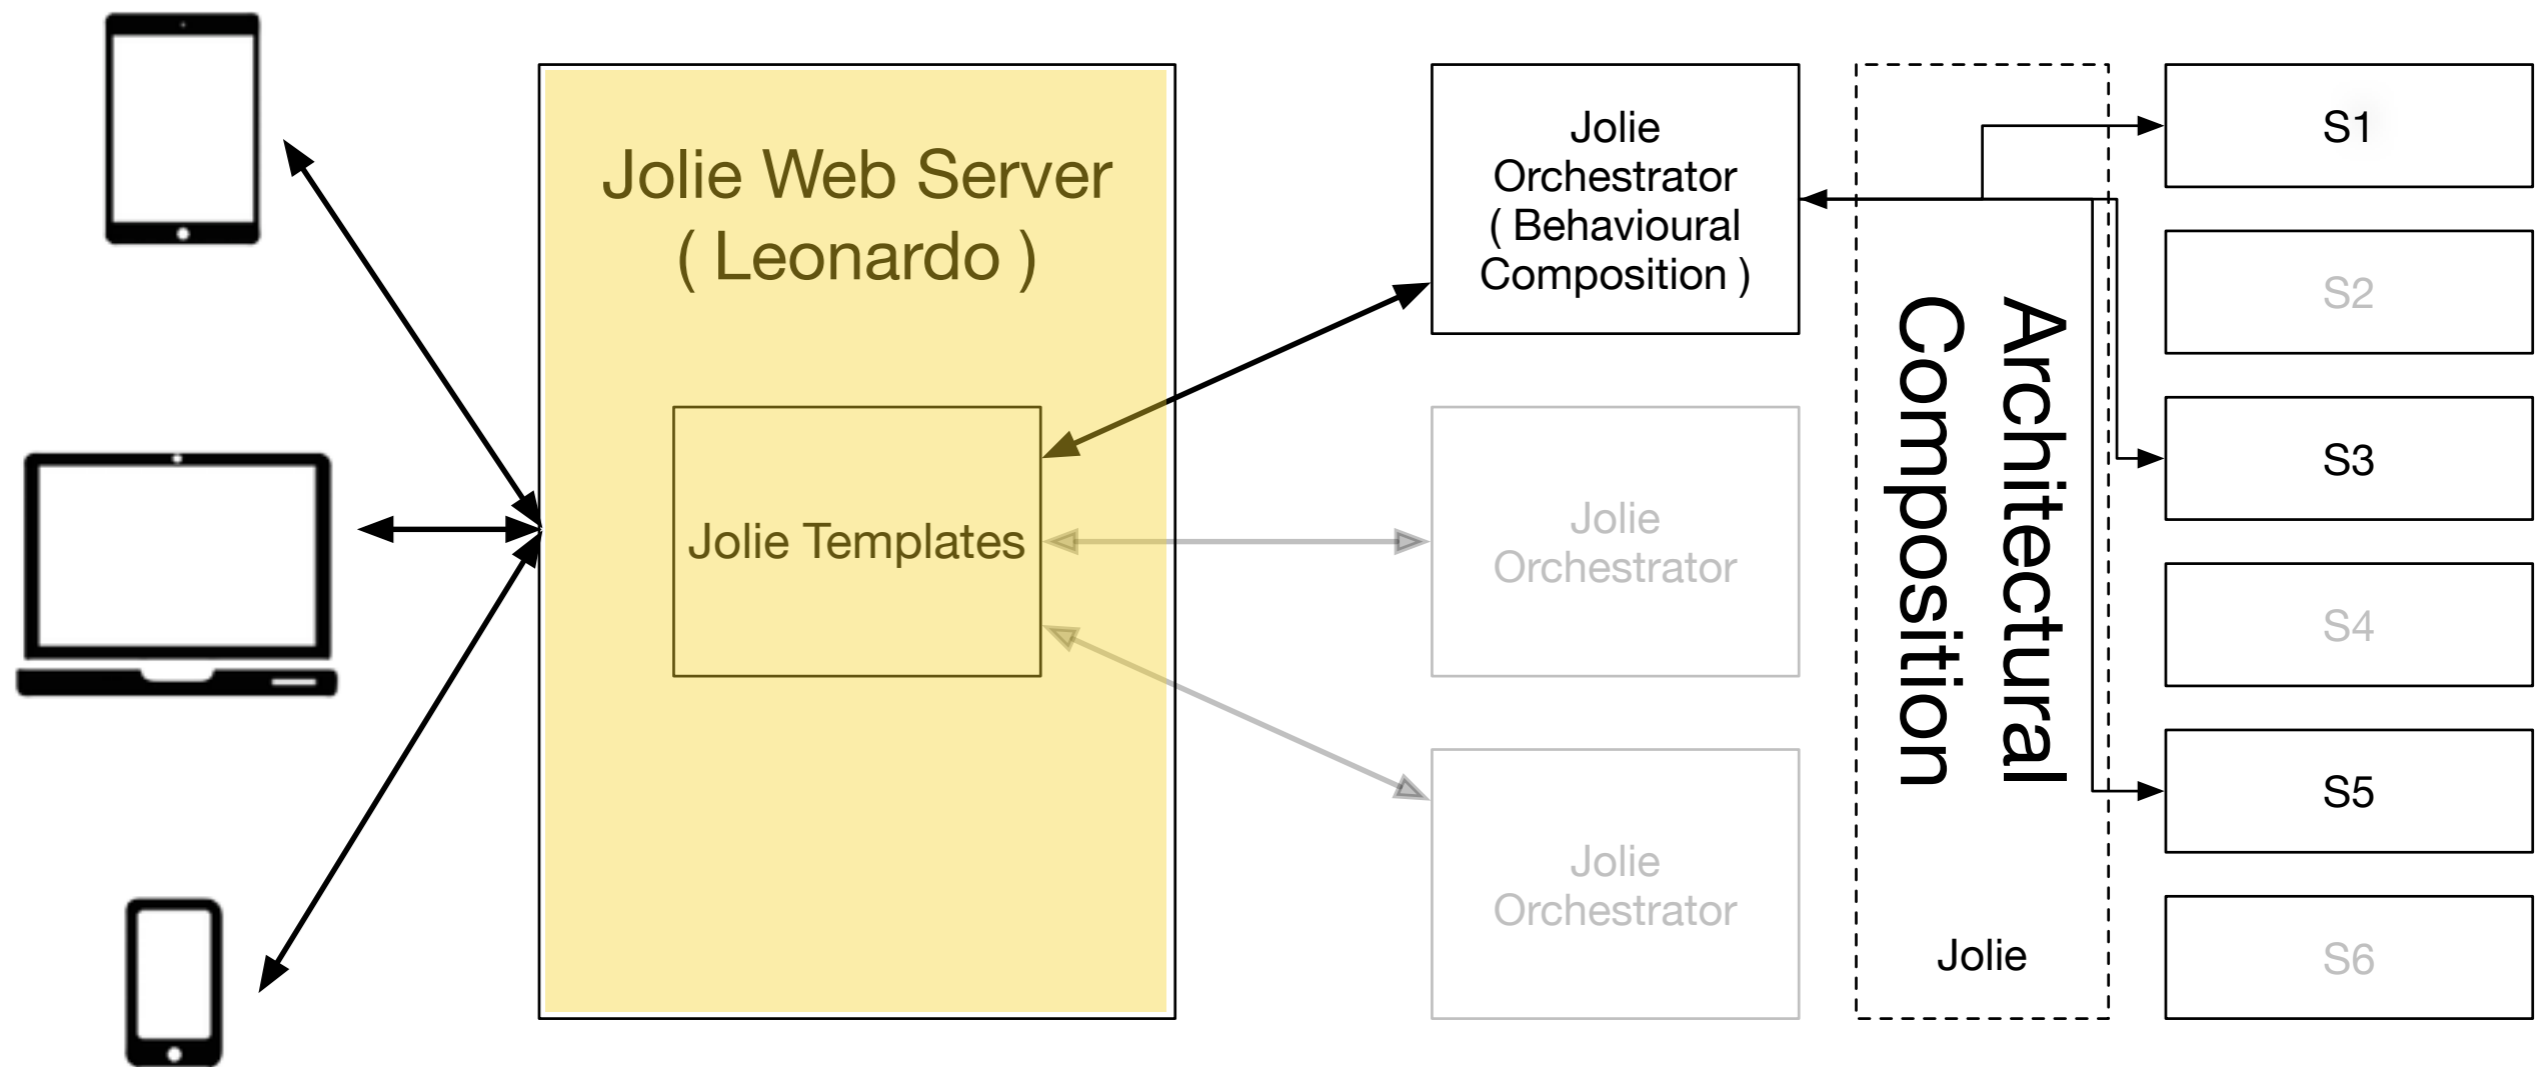 Jolie Web Server
( Leonardo )
Jolie Templates
Jolie
Orchestrator
( Behavioural
Composition )
Jolie
Orchestrator
Jolie
Orchestrator
Architectural
Composition
Jolie
S1
S2
S3
S4
S5
S6